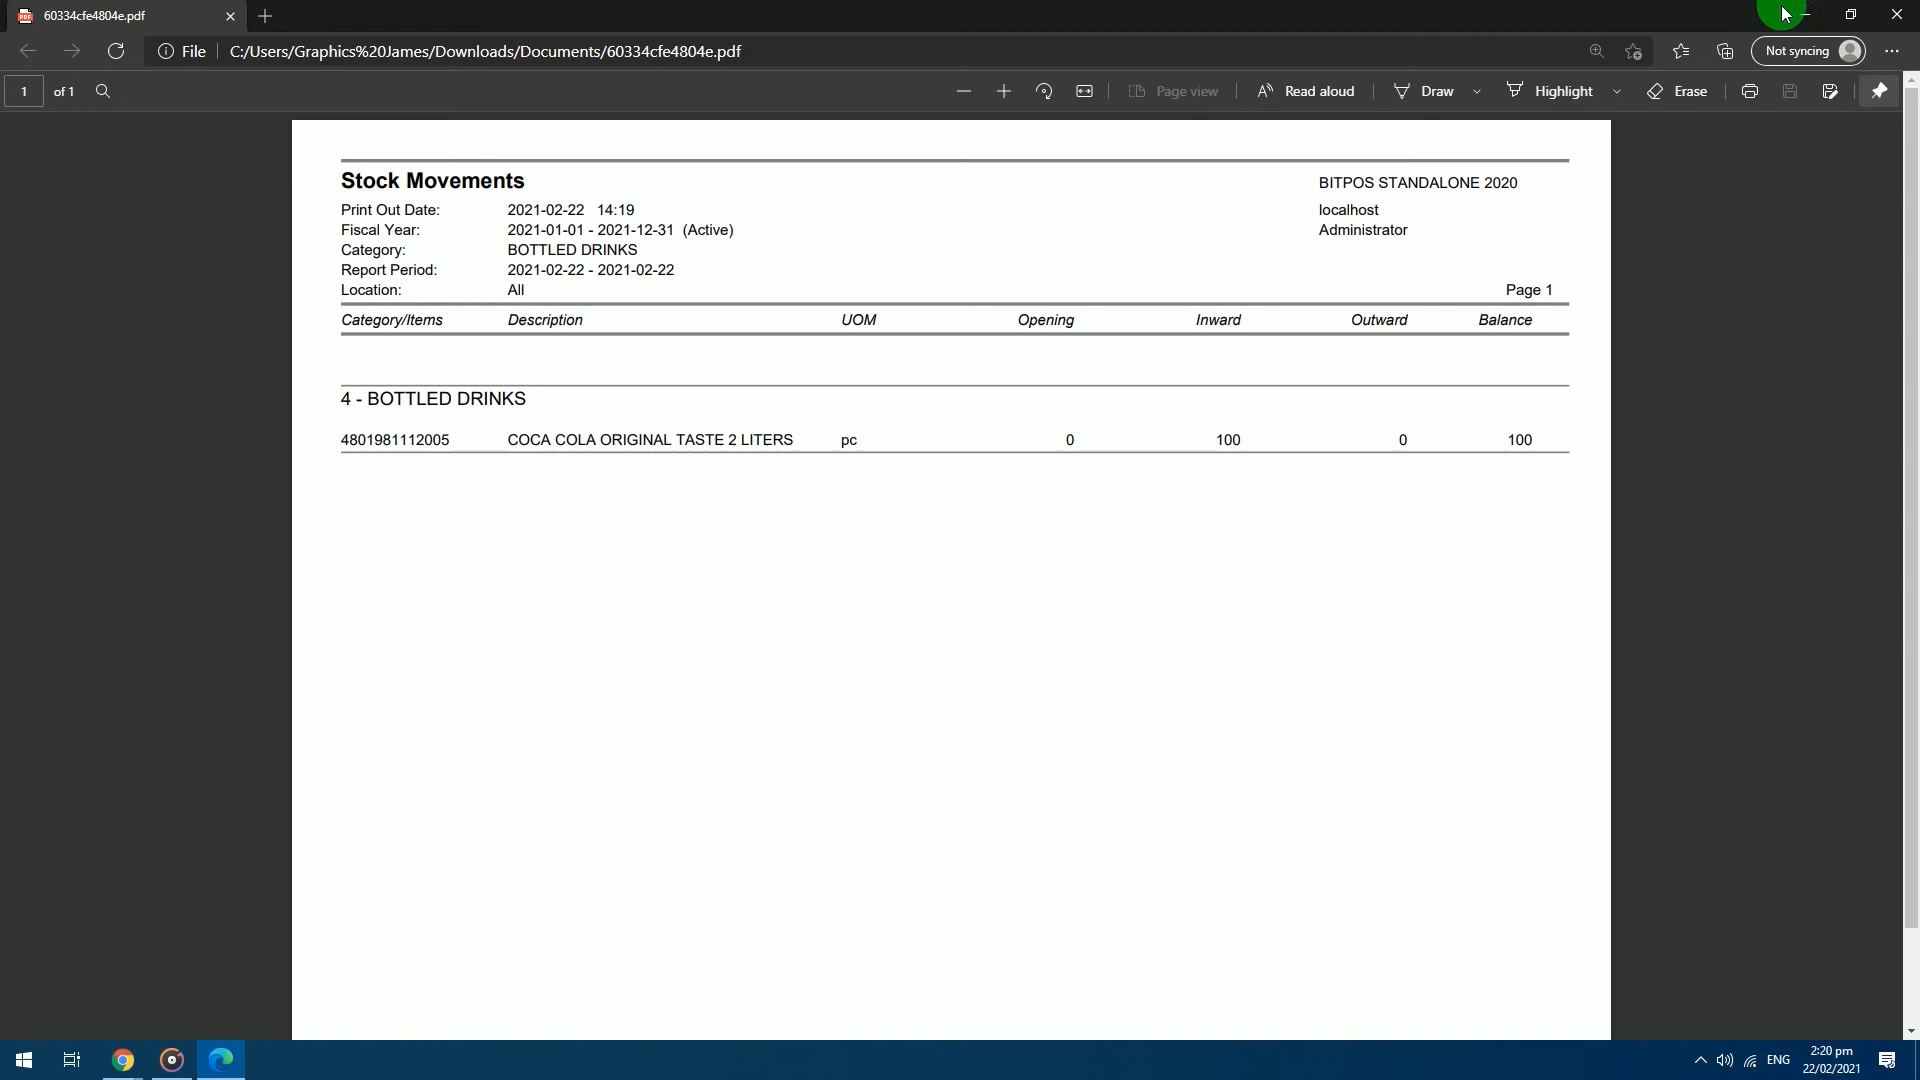 60334cfe4804e.pdf
File C:/Users/Graphics%20James/Downloads/Documents/60334cfe4804e.pdf Not syncing
1 of 1 Page view Read aloud Draw Highlight Erase
Stock Movements BITPOS STANDALONE 2020
Print Out Date: 2021-02-22 14:19 localhost
Fiscal Year: 2021-01-01 - 2021-12-31 (Active) Administrator
Category: BOTTLED DRINKS
Report Period: 2021-02-22 - 2021-02-22
Location: All Page 1
Category/Items Description UOM Opening Inward Outward Balance
4 - BOTTLED DRINKS
4801981112005 COCA COLA ORIGINAL TASTE 2 LITERS pc 0 100 0 100
ENG 2:20 pm
22/02/2021